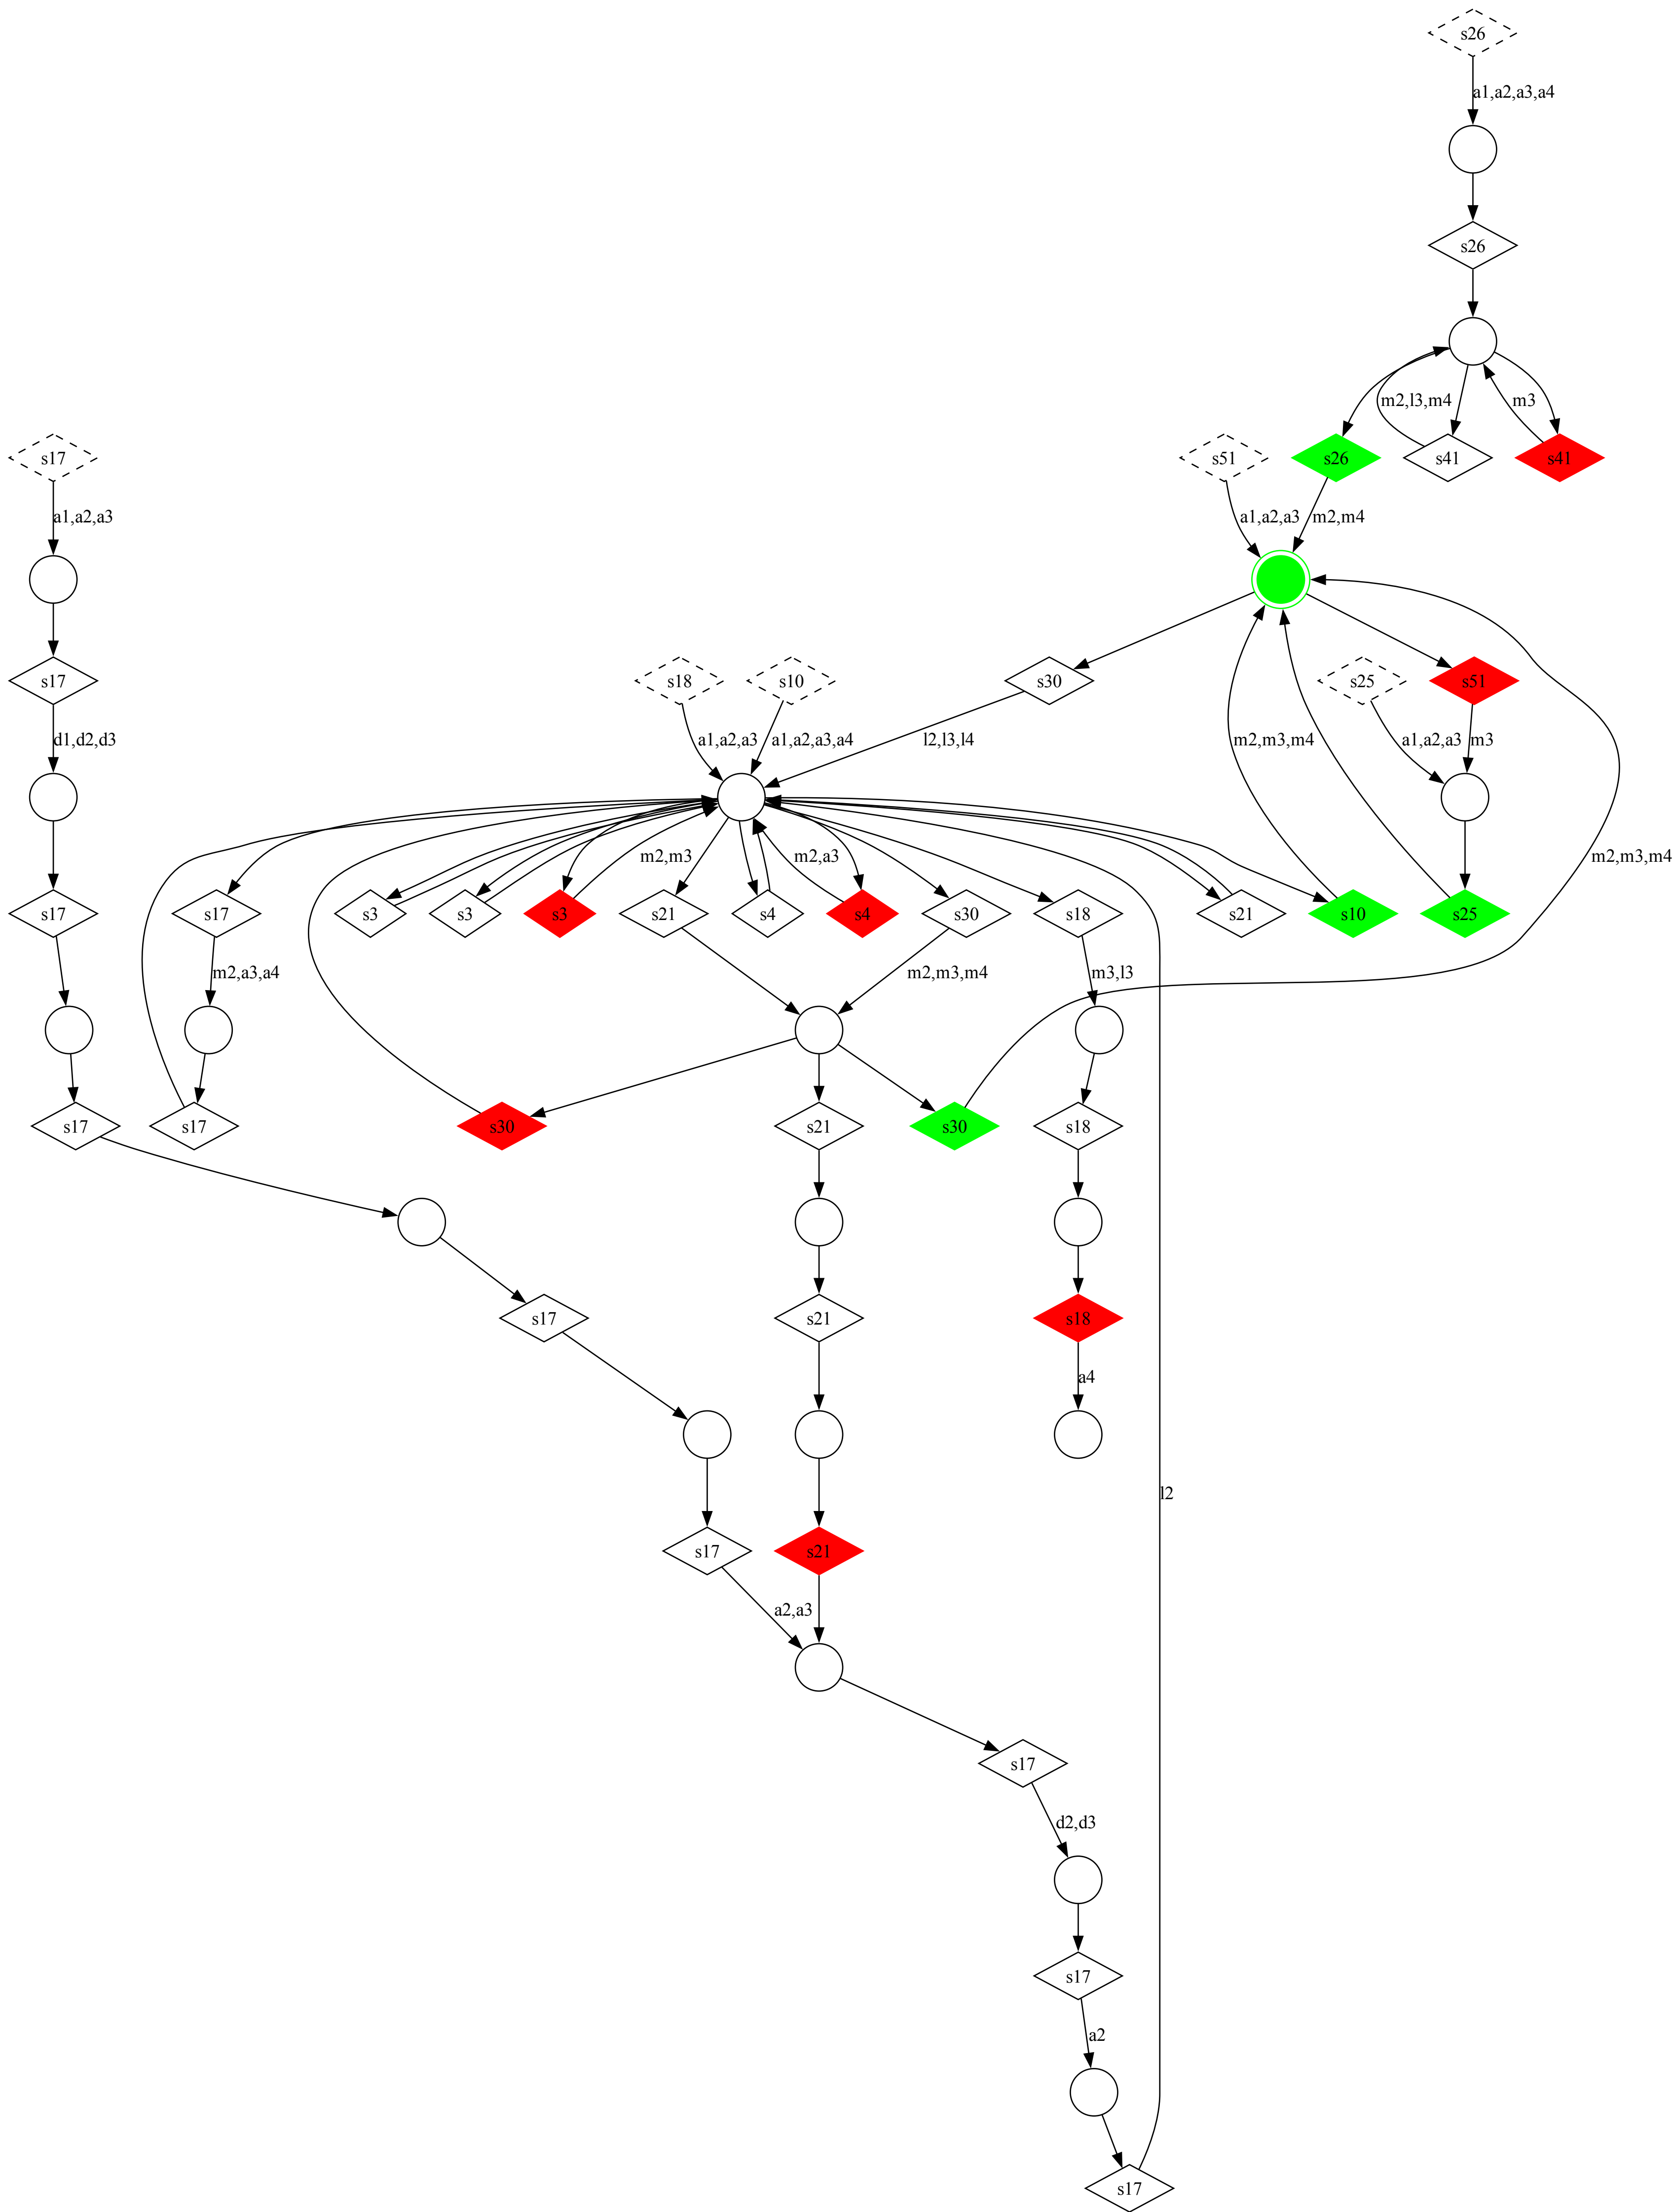 s26
a1,a2,a3,a4
s26
m2,l3,m4
m3
s17
s51
s26
s41
s41
a1,a2,a3
a1,a2,a3
m2,m4
s17
s18
s10
s30
s25
s51
d1,d2,d3
a1,a2,a3
a1,a2,a3,a4
l2,l3,l4
m2,m3,m4
a1,a2,a3
m3
m2,m3
m2,a3
m2,m3,m4
s17
s17
s3
s3
s3
s21
s4
s4
s30
s18
s21
s10
s25
m2,a3,a4
m2,m3,m4
m3,l3
s17
s17
s30
s21
s30
s18
s17
s21
s18
a4
l2
s17
s21
a2,a3
s17
d2,d3
s17
a2
s17